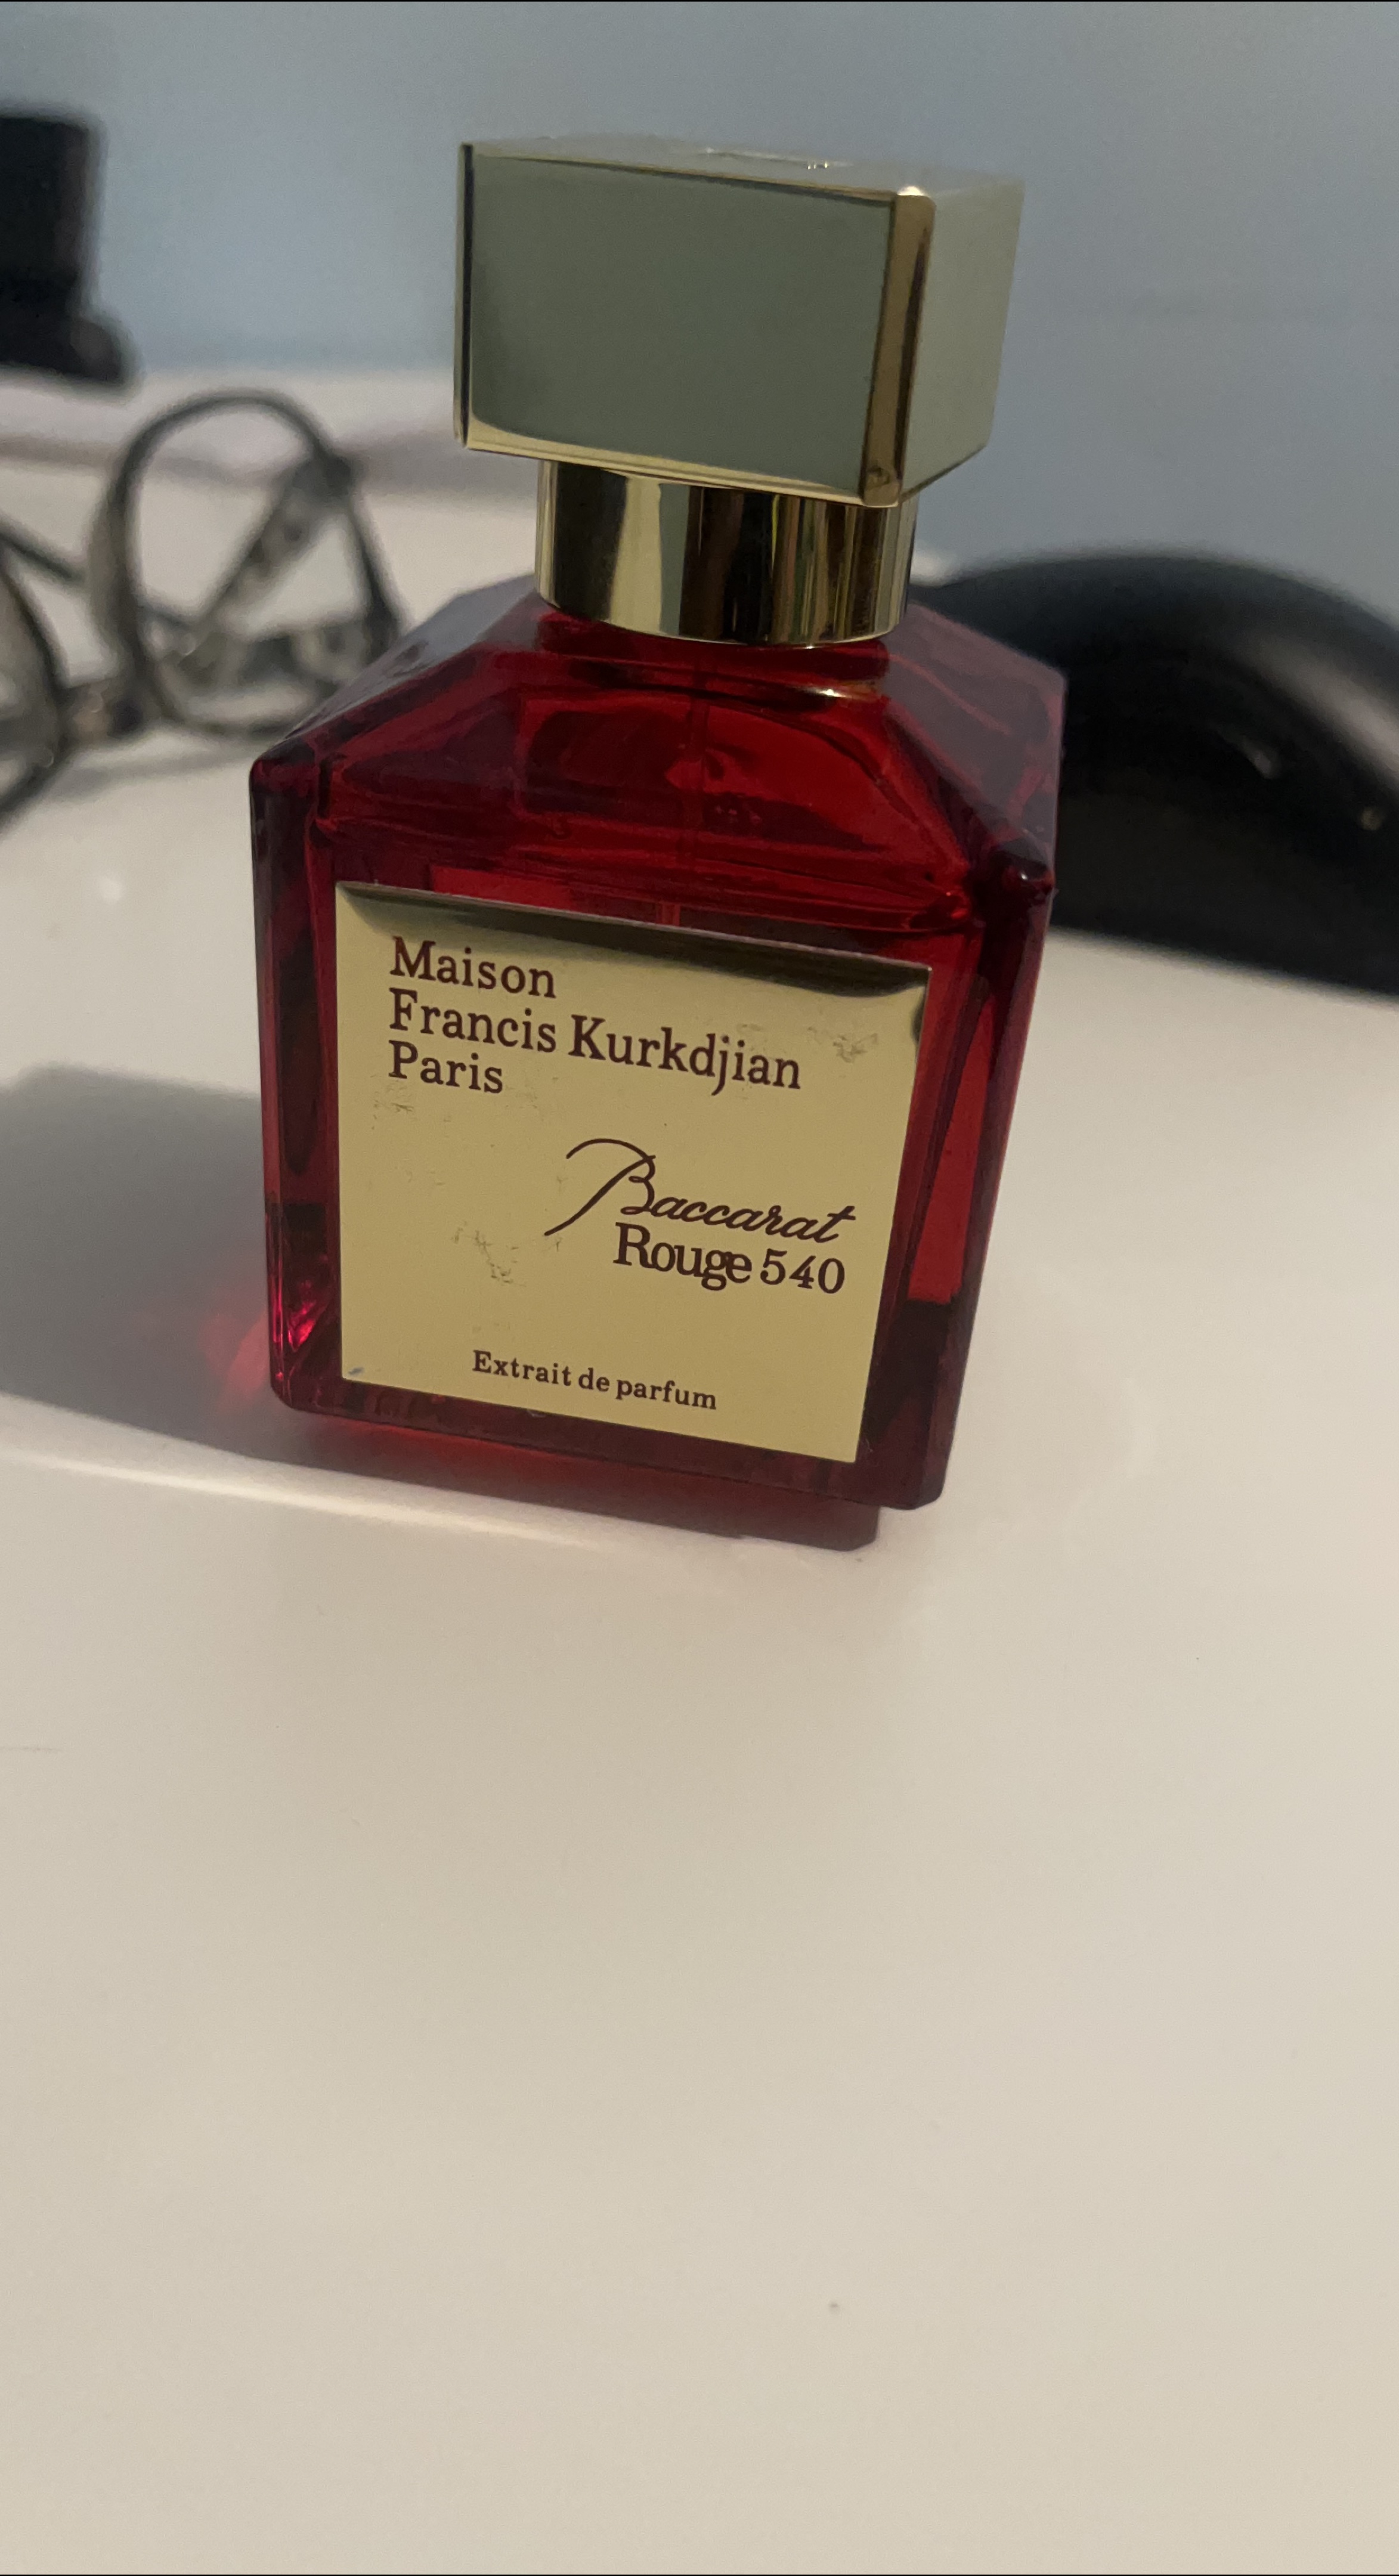 Maison
Francis Kurkdjian
Paris
Baccarat
Rouge 540
Extrait de parfum